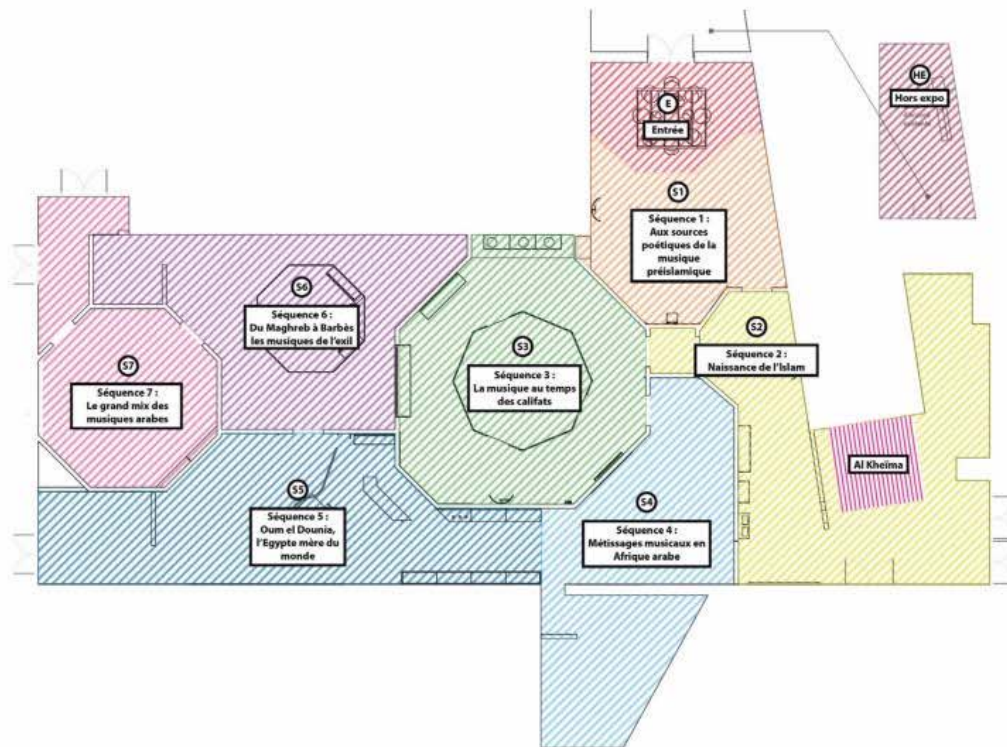 HE
Hors expo
E
Entrée
S1
Séquence 1 :
Aux sources
poétiques de la
musique
préislamique
S2
Séquence 2 :
Naissance de l'Islam
S3
Séquence 3 :
La musique au temps
des califats
S6
Séquence 6 :
Du Maghreb à Barbès
les musiques de l'exil
S7
Séquence 7 :
Le grand mix des
musiques arabes
Al Kheïma
S5
Séquence 5 :
Oum el Dounia,
l'Egypte mère du
monde
S4
Séquence 4 :
Métissages musicaux en
Afrique arabe